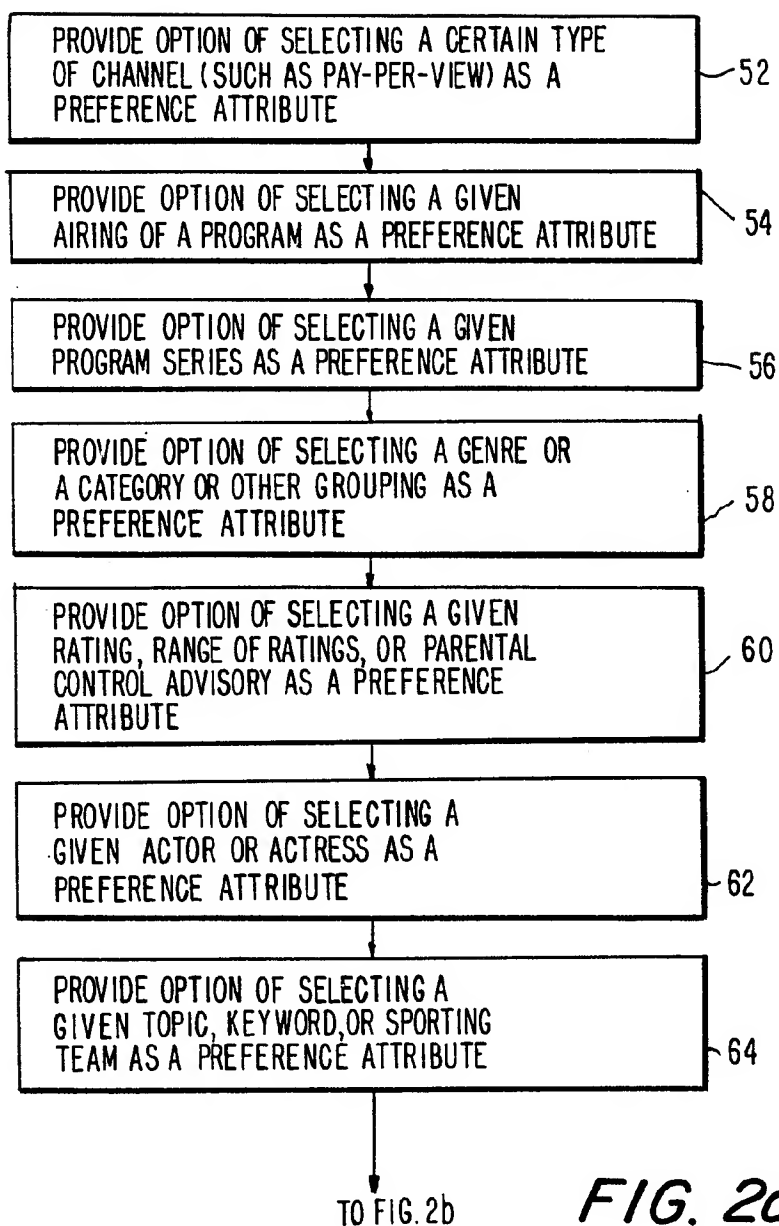 PROVIDE OPTION OF SELECTING A CERTAIN TYPE
OF CHANNEL (SUCH AS PAY-PER-VIEW) AS A
PREFERENCE ATTRIBUTE
52
PROVIDE OPTION OF SELECTING A GIVEN
AIRING OF A PROGRAM AS A PREFERENCE ATTRIBUTE
54
PROVIDE OPTION OF SELECTING A GIVEN
PROGRAM SERIES AS A PREFERENCE ATTRIBUTE
56
PROVIDE OPTION OF SELECTING A GENRE OR
A CATEGORY OR OTHER GROUPING AS A
PREFERENCE ATTRIBUTE
58
PROVIDE OPTION OF SELECTING A GIVEN
RATING, RANGE OF RATINGS, OR PARENTAL
CONTROL ADVISORY AS A PREFERENCE
ATTRIBUTE
60
PROVIDE OPTION OF SELECTING A
GIVEN ACTOR OR ACTRESS AS A
PREFERENCE ATTRIBUTE
62
PROVIDE OPTION OF SELECTING A
GIVEN TOPIC, KEYWORD, OR SPORTING
TEAM AS A PREFERENCE ATTRIBUTE
64
TO FIG. 2b
FIG.